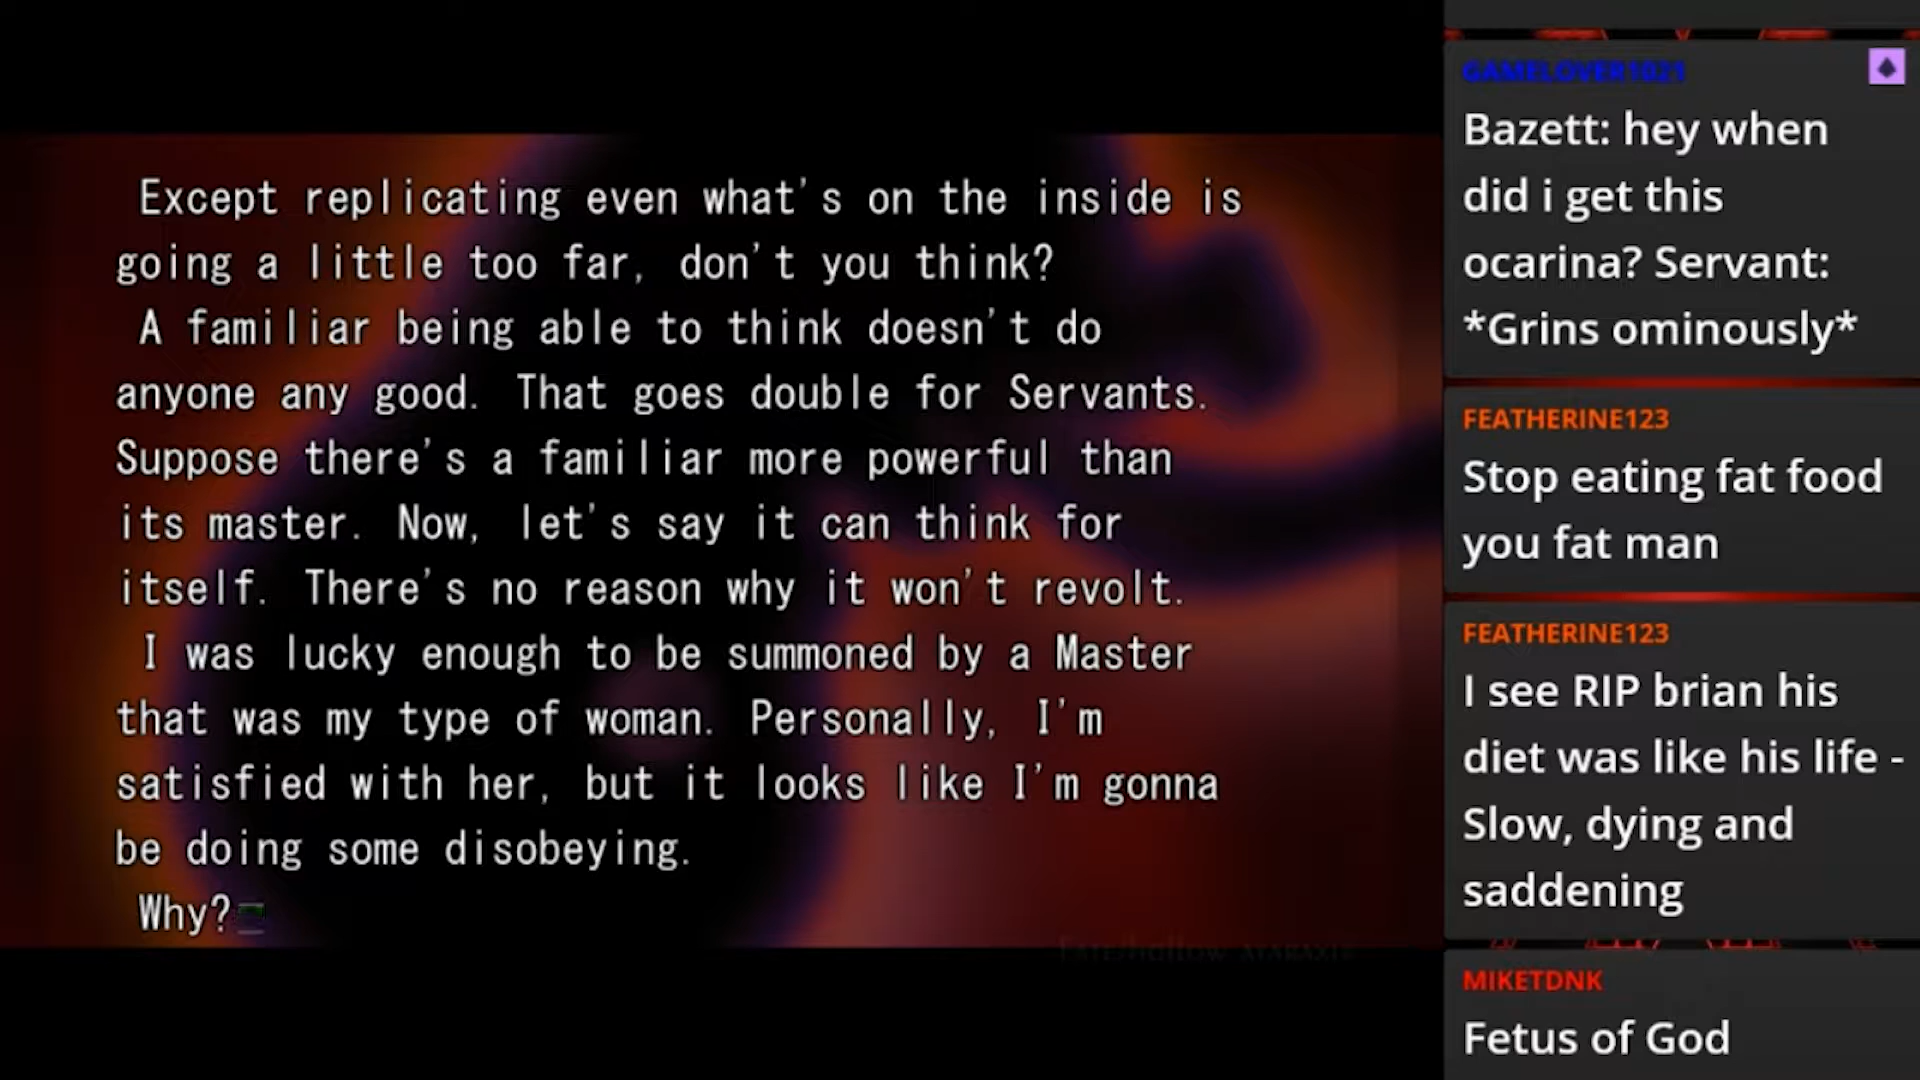 Except replicating even what's on the inside is
going a little too far, don't you think?
A familiar being able to think doesn't do
anyone any good. That goes double for Servants.
Suppose there's a familiar more powerful than
its master. Now, let's say it can think for
itself. There's no reason why it won't revolt.
I was lucky enough to be summoned by a Master
that was my type of woman. Personally, I'm
satisfied with her, but it looks like I'm gonna
be doing some disobeying.
Why?
Fate/hollow ataraxia
GAMELOVER1021
Bazett: hey when
did i get this
ocarina? Servant:
*Grins ominously*
FEATHERINE123
Stop eating fat food
you fat man
FEATHERINE123
I see RIP brian his
diet was like his life -
Slow, dying and
saddening
MIKETDNK
Fetus of God